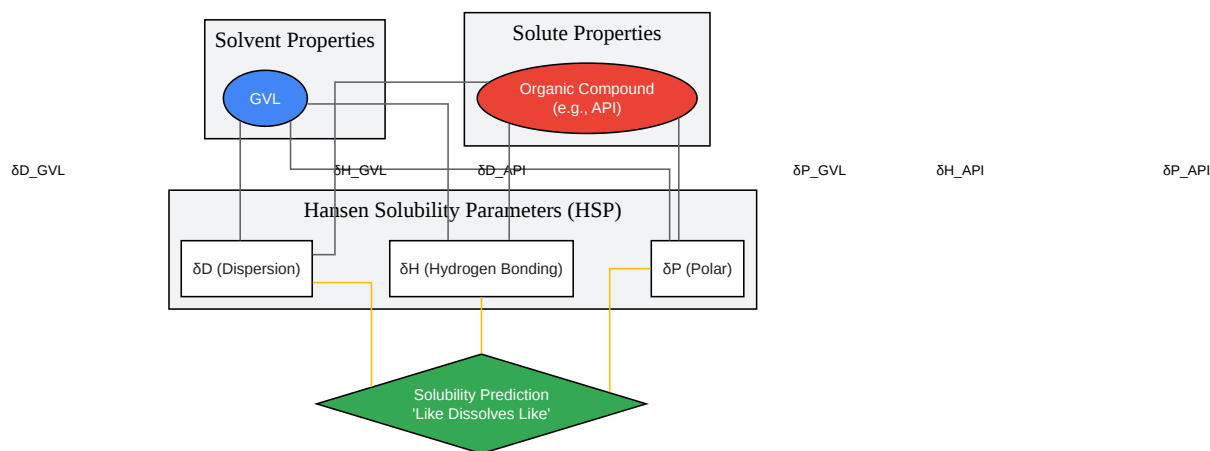 Solvent Properties
Solute Properties
GVL
Organic Compound
(e.g., API)
δD_GVL
δH_GVL
δD_API
δP_GVL
δH_API
δP_API
Hansen Solubility Parameters (HSP)
δD (Dispersion)
δH (Hydrogen Bonding)
δP (Polar)
Solubility Prediction
'Like Dissolves Like'